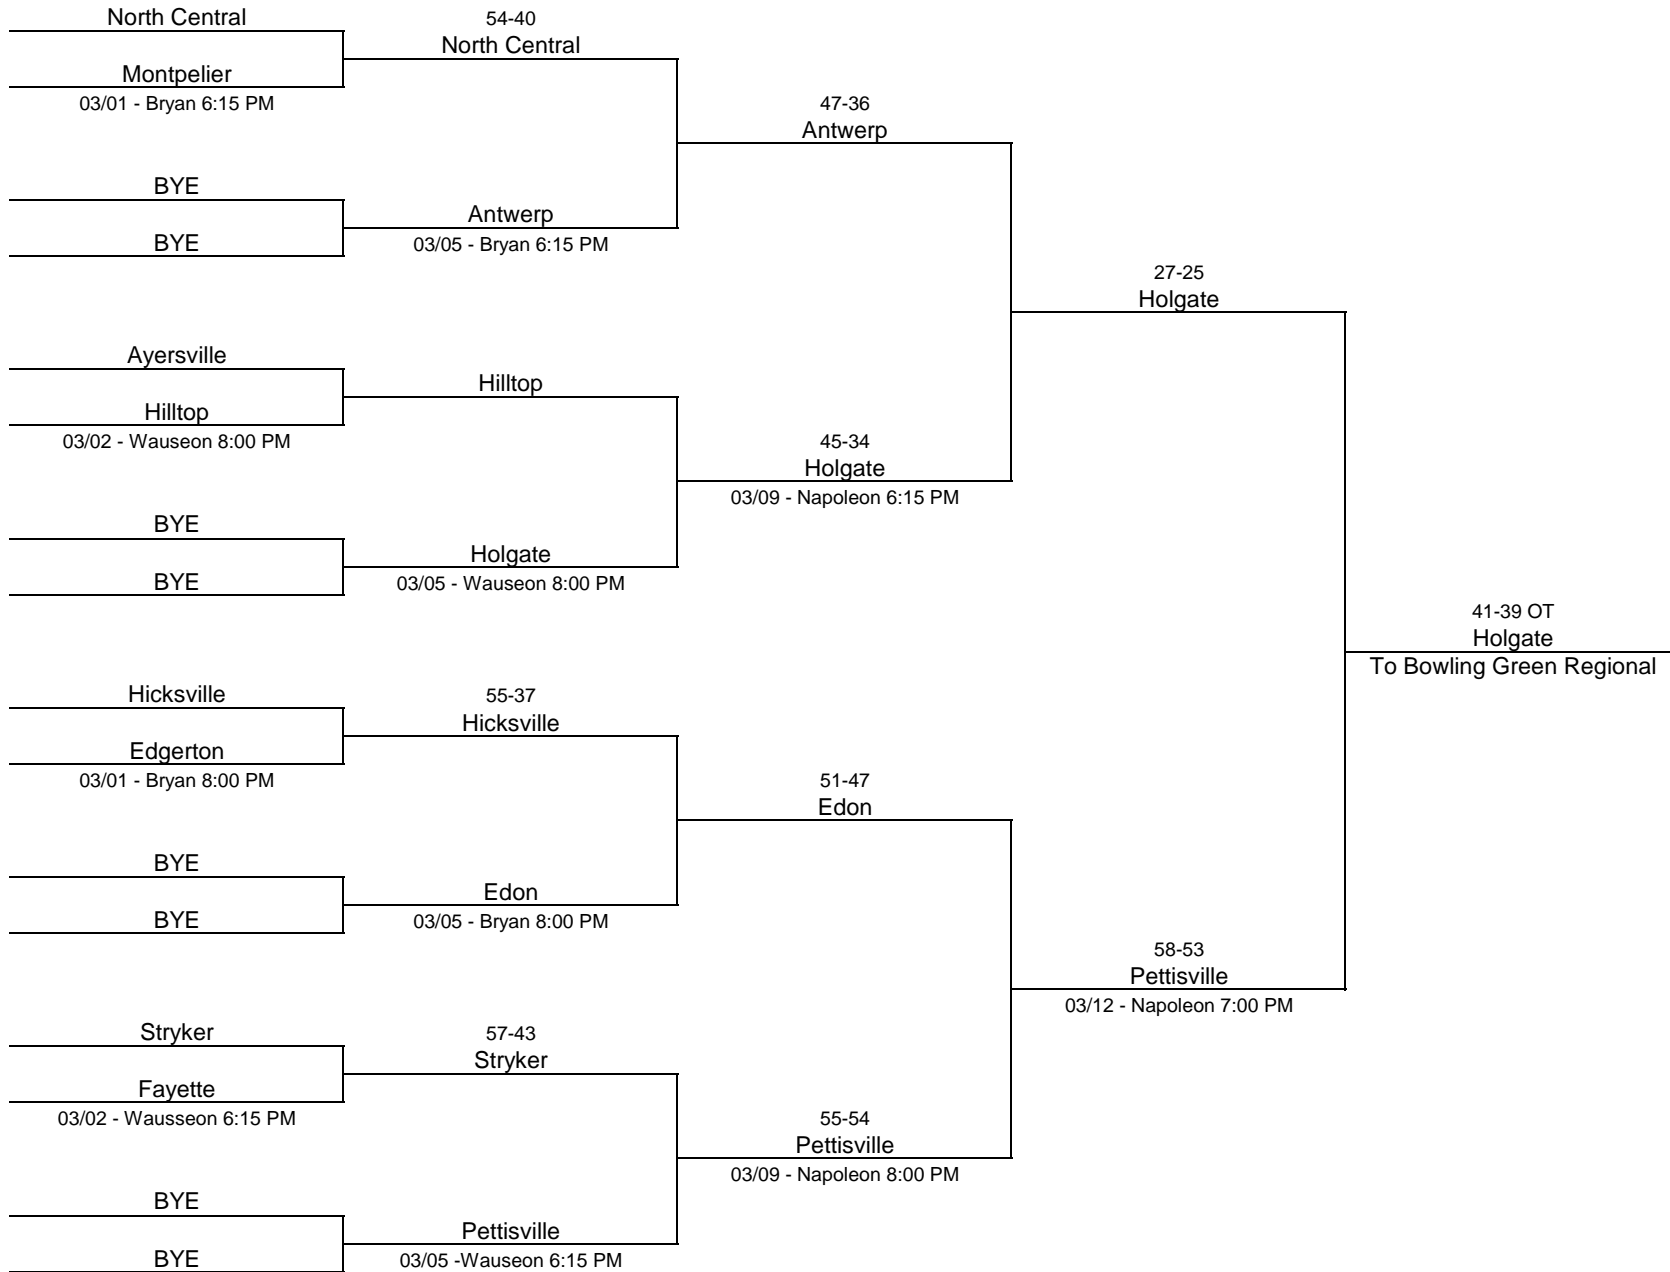 North Central
Montpelier
03/01 - Bryan 6:15 PM
BYE
BYE
Ayersville
Hilltop
03/02 - Wauseon 8:00 PM
BYE
BYE
Hicksville
Edgerton
03/01 - Bryan 8:00 PM
BYE
BYE
Stryker
Fayette
03/02 - Wausseon 6:15 PM
BYE
BYE
54-40
North Central
Antwerp
03/05 - Bryan 6:15 PM
Hilltop
Holgate
03/05 - Wauseon 8:00 PM
55-37
Hicksville
Edon
03/05 - Bryan 8:00 PM
57-43
Stryker
Pettisville
03/05 -Wauseon 6:15 PM
47-36
Antwerp
45-34
Holgate
03/09 - Napoleon 6:15 PM
51-47
Edon
55-54
Pettisville
03/09 - Napoleon 8:00 PM
27-25
Holgate
58-53
Pettisville
03/12 - Napoleon 7:00 PM
41-39 OT
Holgate
To Bowling Green Regional